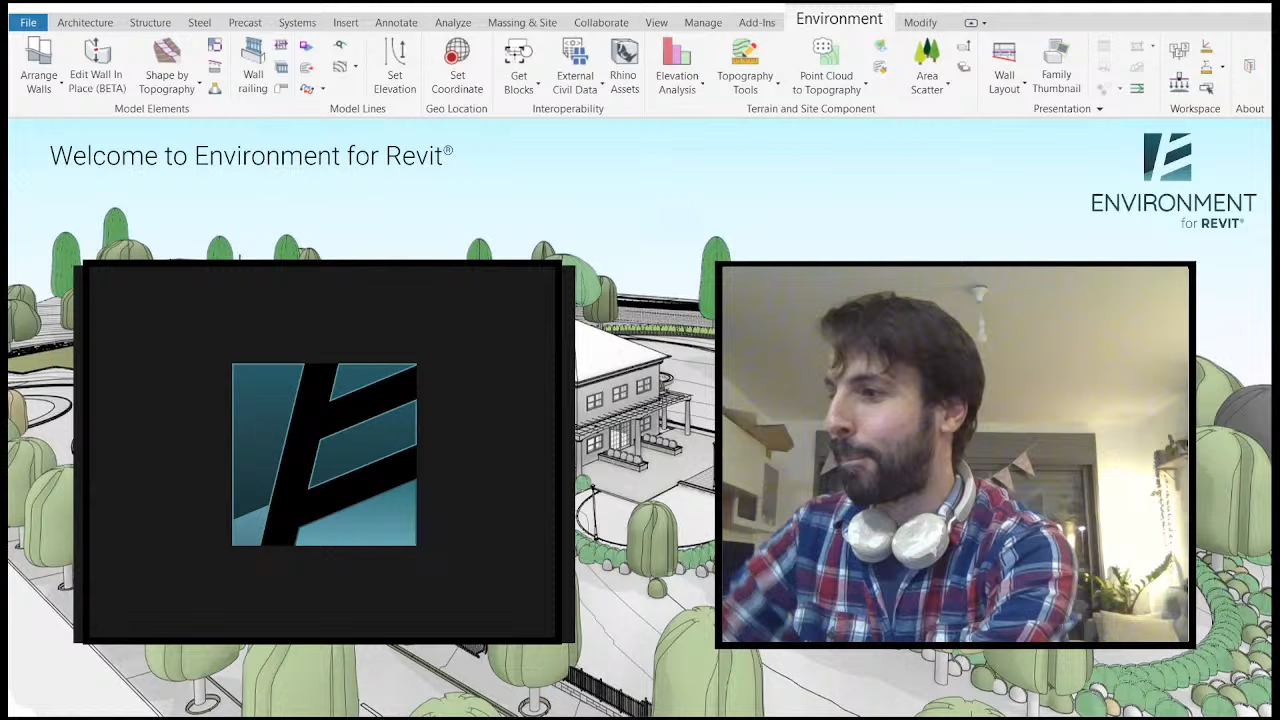 File Architecture Structure Steel Precast Systems Insert Annotate Analyze Massing & Site Collaborate View Manage Add-Ins Environment Modify
Arrange Walls
Edit Wall In Place (BETA)
Shape by Topography
Wall railing
Set Elevation
Set
Get Blocks
External Civil Data
Rhino Assets
Elevation Analysis
Topography Tools
Point Cloud to Topography
Area Scatter
Wall Layout
Family Thumbnail
Model Elements Model Lines Geo Location Interoperability Terrain and Site Component Presentation Workspace About
Welcome to Environment for Revit®
ENVIRONMENT
for REVIT®